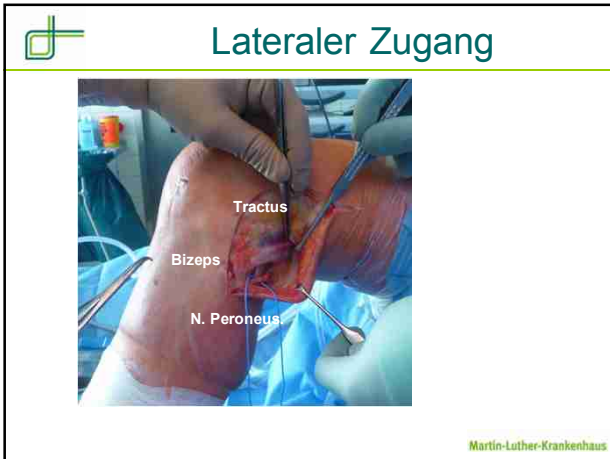 Lateraler Zugang
Tractus
Bizeps
N. Peroneus.
Martin-Luther-Krankenhaus